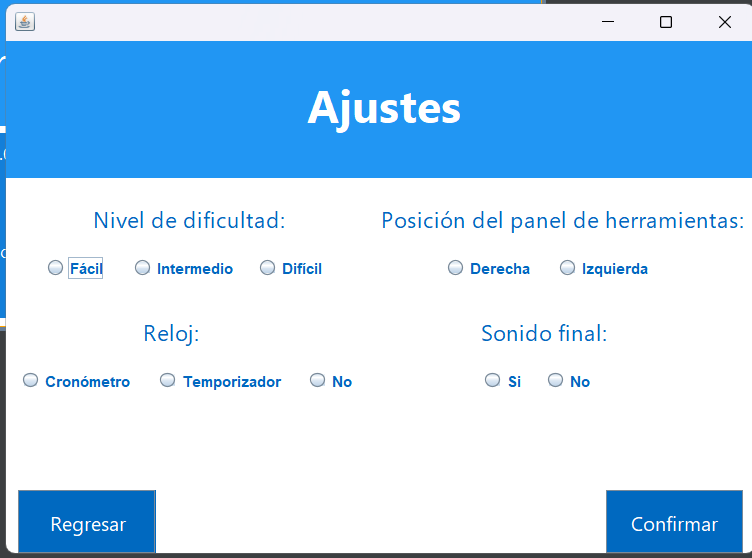 Ajustes
Nivel de dificultad:
Posición del panel de herramientas:
Fácil Intermedio Difícil
Derecha Izquierda
Reloj:
Sonido final:
Cronómetro Temporizador No
Si No
Regresar
Confirmar